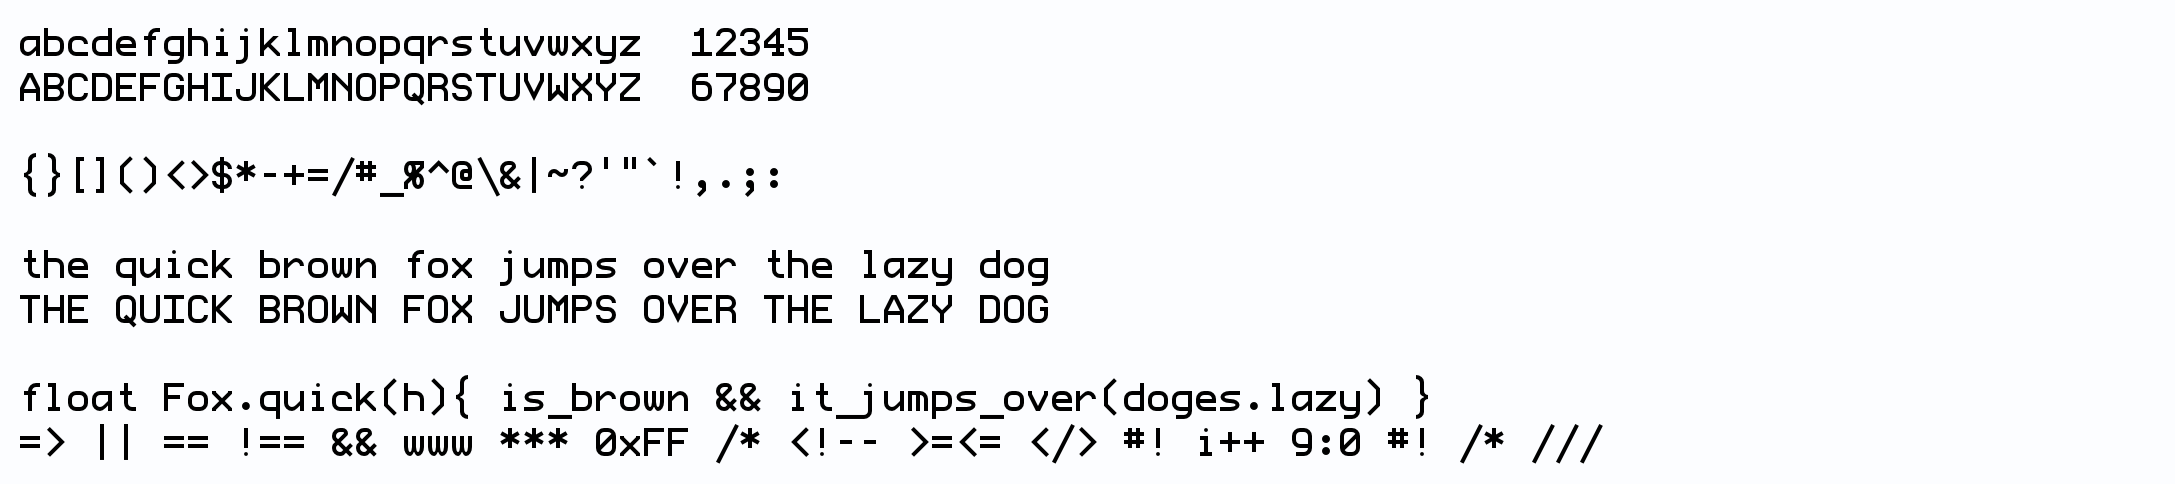 abcdefghijklmnopqrstuvwxyz  12345
ABCDEFGHIJKLMNOPQRSTUVWXYZ  67890
{}[]()<>$*-+=/#_%^@\&|~?'"`!,.;:
the quick brown fox jumps over the lazy dog
THE QUICK BROWN FOX JUMPS OVER THE LAZY DOG
float Fox.quick(h){ is_brown && it_jumps_over(doges.lazy) }
=> || == !== && www *** 0xFF /* <!-- >=<= </> #! i++ 9:0 #! /* ///